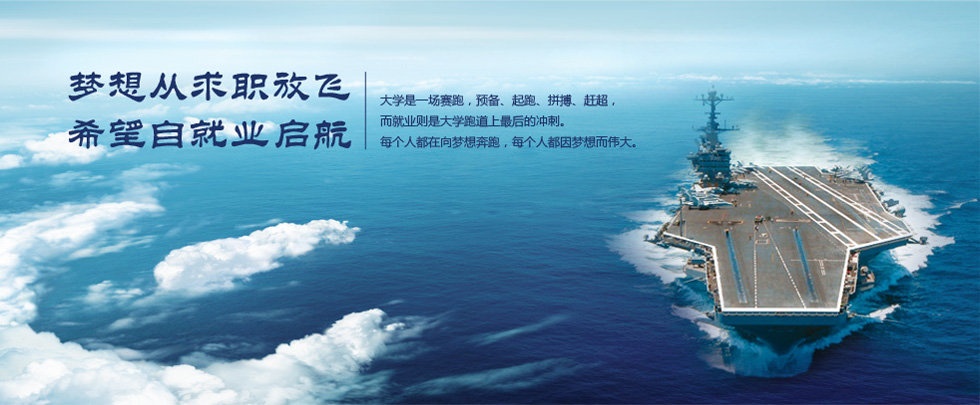 梦想从求职放飞
希望自就业启航
大学是一场赛跑，预备、起跑、拼搏、赶超，
而就业则是大学跑道上最后的冲刺。
每个人都在向梦想奔跑，每个人都因梦想而伟大。